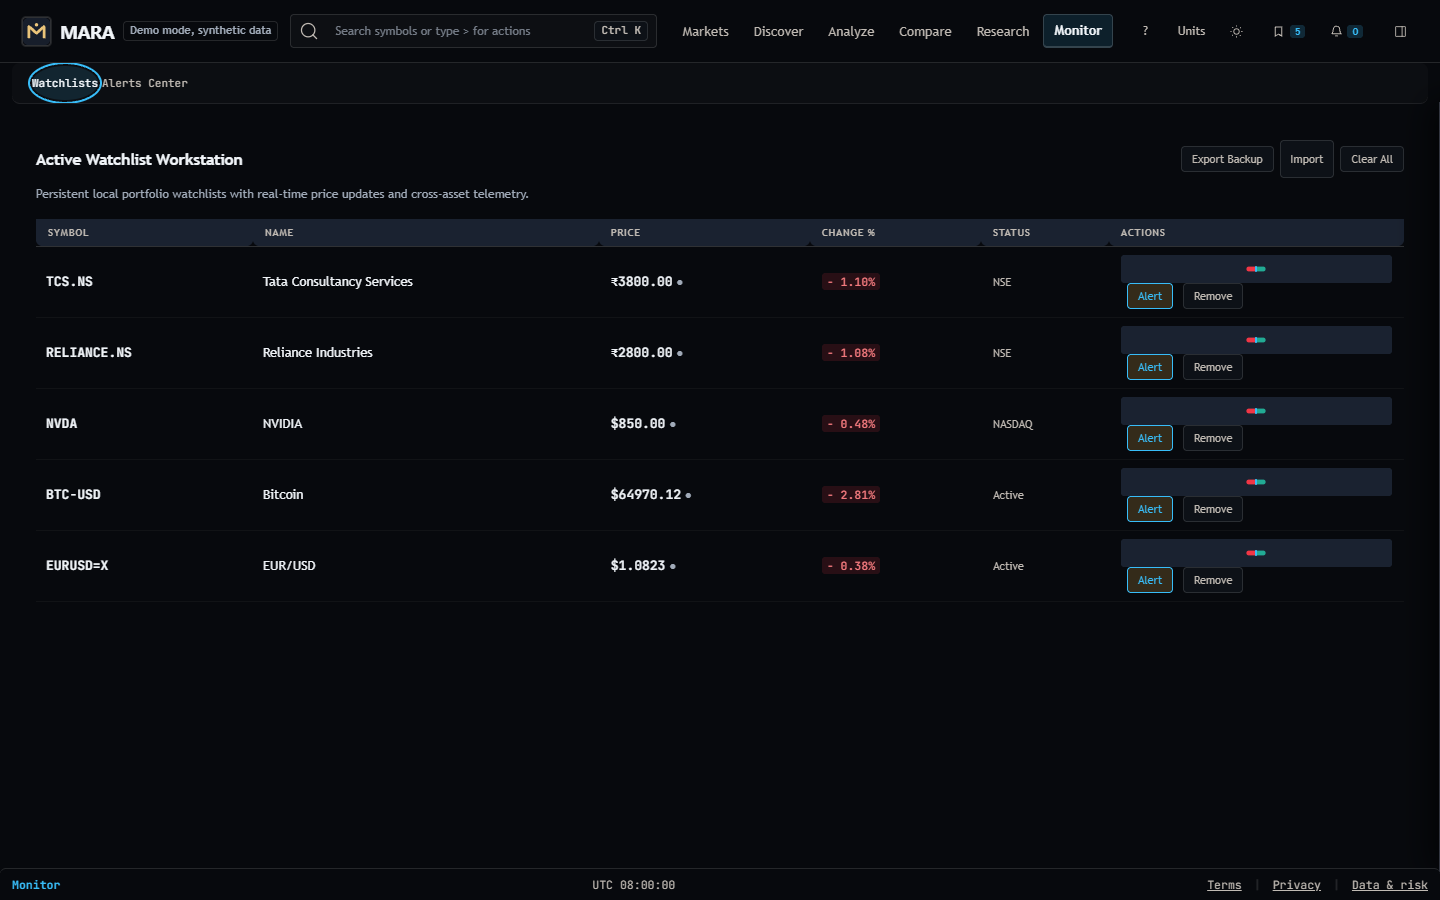 MARA Demo mode, synthetic data Search symbols or type > for actions Ctrl K Markets Discover Analyze Compare Research Monitor ? Units 5 0
Watchlists Alerts Center
Active Watchlist Workstation Export Backup Import Clear All
Persistent local portfolio watchlists with real-time price updates and cross-asset telemetry.
SYMBOL NAME PRICE CHANGE % STATUS ACTIONS
TCS.NS Tata Consultancy Services ₹3800.00 - 1.10% NSE
Alert Remove
RELIANCE.NS Reliance Industries ₹2800.00 - 1.08% NSE
Alert Remove
NVDA NVIDIA $850.00 - 0.48% NASDAQ
Alert Remove
BTC-USD Bitcoin $64970.12 - 2.81% Active
Alert Remove
EURUSD=X EUR/USD $1.0823 - 0.38% Active
Alert Remove
Monitor UTC 08:00:00 Terms Privacy Data & risk